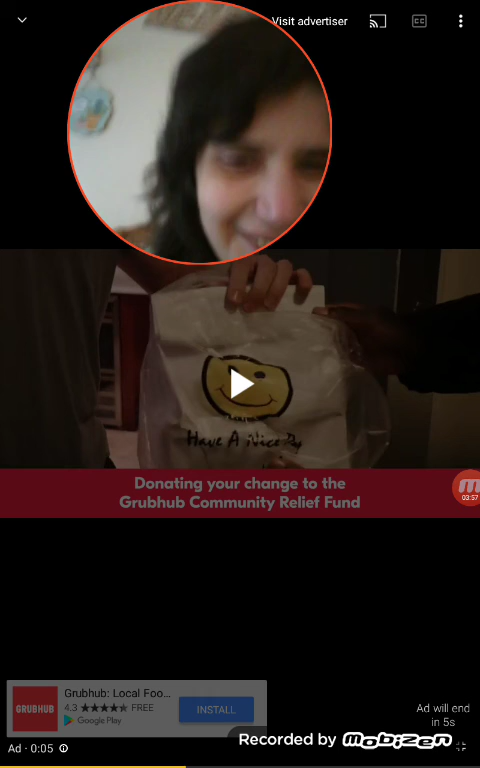 Visit advertiser
CC
Have A Nice Day
Donating your change to the
Grubhub Community Relief Fund
03:57
Grubhub: Local Foo...
GRUBHUB
4.3 ★★★★★ FREE
INSTALL
Google Play
Ad will end
in 5s
Recorded by mobizen
Ad · 0:05